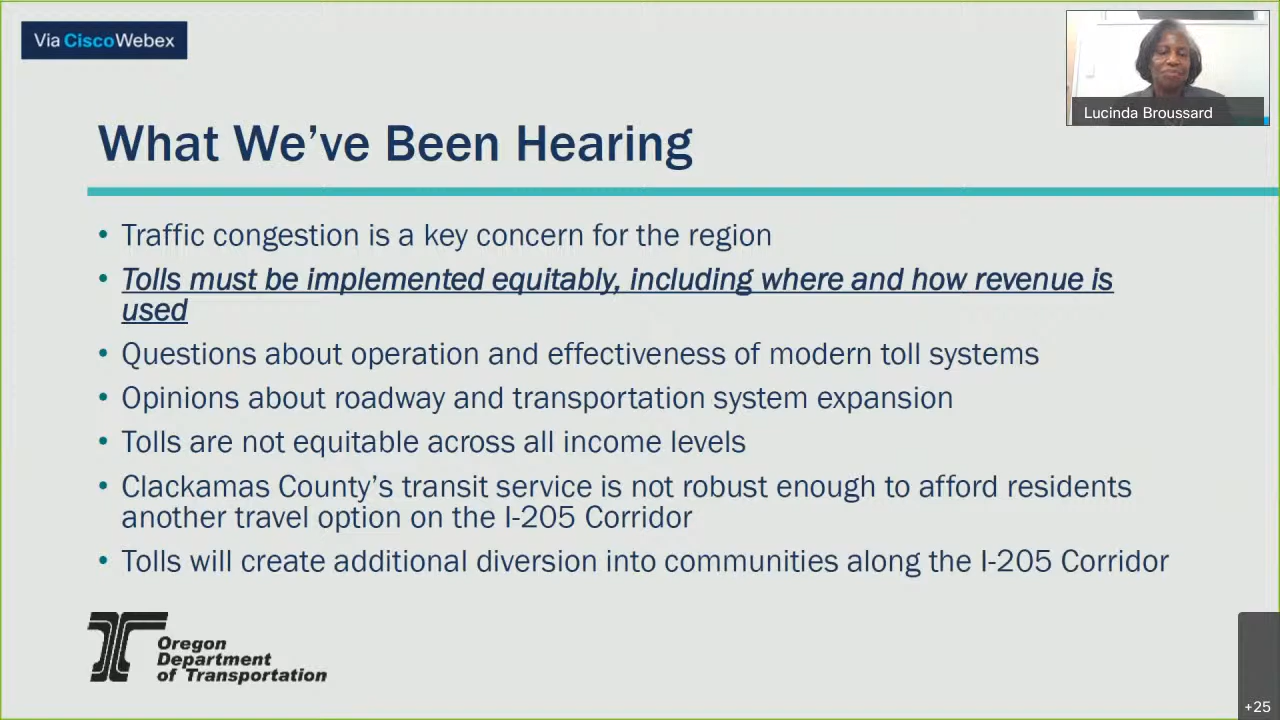 Via CiscoWebex
Lucinda Broussard
What We’ve Been Hearing
• Traffic congestion is a key concern for the region
• Tolls must be implemented equitably, including where and how revenue is
used
• Questions about operation and effectiveness of modern toll systems
• Opinions about roadway and transportation system expansion
• Tolls are not equitable across all income levels
• Clackamas County’s transit service is not robust enough to afford residents
another travel option on the I-205 Corridor
• Tolls will create additional diversion into communities along the I-205 Corridor
Oregon
Department
of Transportation
+25